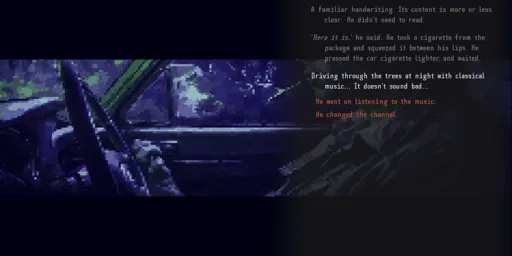 A familiar handwriting. Its content is more or less
clear. He didn't need to read.
'Here it is,' he said. He took a cigarette from the
package and squeezed it between his lips. He
pressed the car cigarette lighter and waited.
Driving through the trees at night with classical
music... It doesn't sound bad...
He went on listening to the music.
He changed the channel.